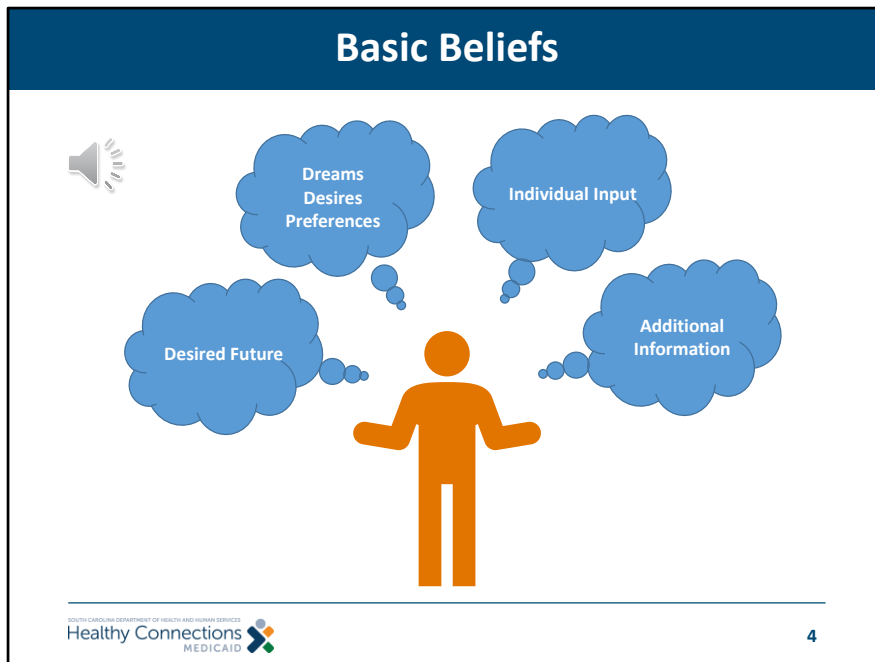 Basic Beliefs
Dreams
Desires
Preferences
Individual Input
Desired Future
Additional
Information
SOUTH CAROLINA DEPARTMENT OF HEALTH AND HUMAN SERVICES
Healthy Connections
MEDICAID
4